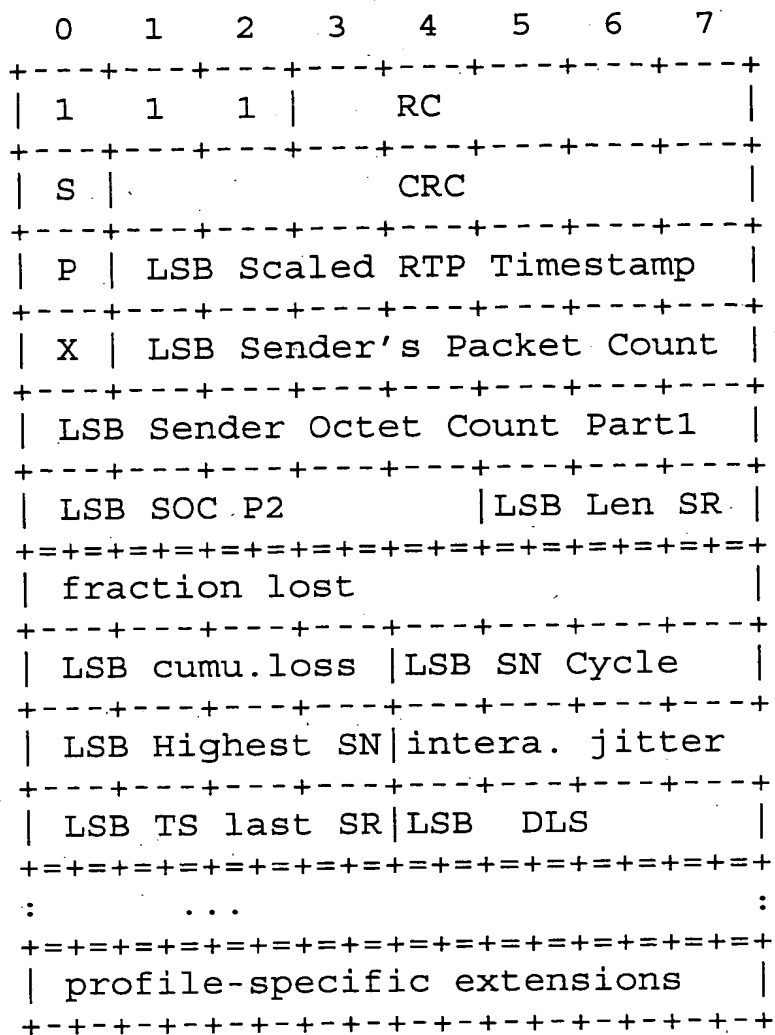 0 1 2 3 4 5 6 7
+---+---+---+---+---+---+---+---+
| 1 1 1 | RC |
+---+---+---+---+---+---+---+---+
| S | CRC |
+---+---+---+---+---+---+---+---+
| P | LSB Scaled RTP Timestamp |
+---+---+---+---+---+---+---+---+
| X | LSB Sender's Packet Count |
+---+---+---+---+---+---+---+---+
| LSB Sender Octet Count Part1 |
+---+---+---+---+---+---+---+---+
| LSB SOC P2 |LSB Len SR |
+=+=+=+=+=+=+=+=+=+=+=+=+=+=+=+=+
| fraction lost |
+---+---+---+---+---+---+---+---+
| LSB cumu.loss |LSB SN Cycle |
+---+---+---+---+---+---+---+---+
| LSB Highest SN|intera. jitter
+---+---+---+---+---+---+---+---+
| LSB TS last SR|LSB DLS |
+=+=+=+=+=+=+=+=+=+=+=+=+=+=+=+=+
: ... :
+=+=+=+=+=+=+=+=+=+=+=+=+=+=+=+=+
| profile-specific extensions |
+-+-+-+-+-+-+-+-+-+-+-+-+-+-+-+-+